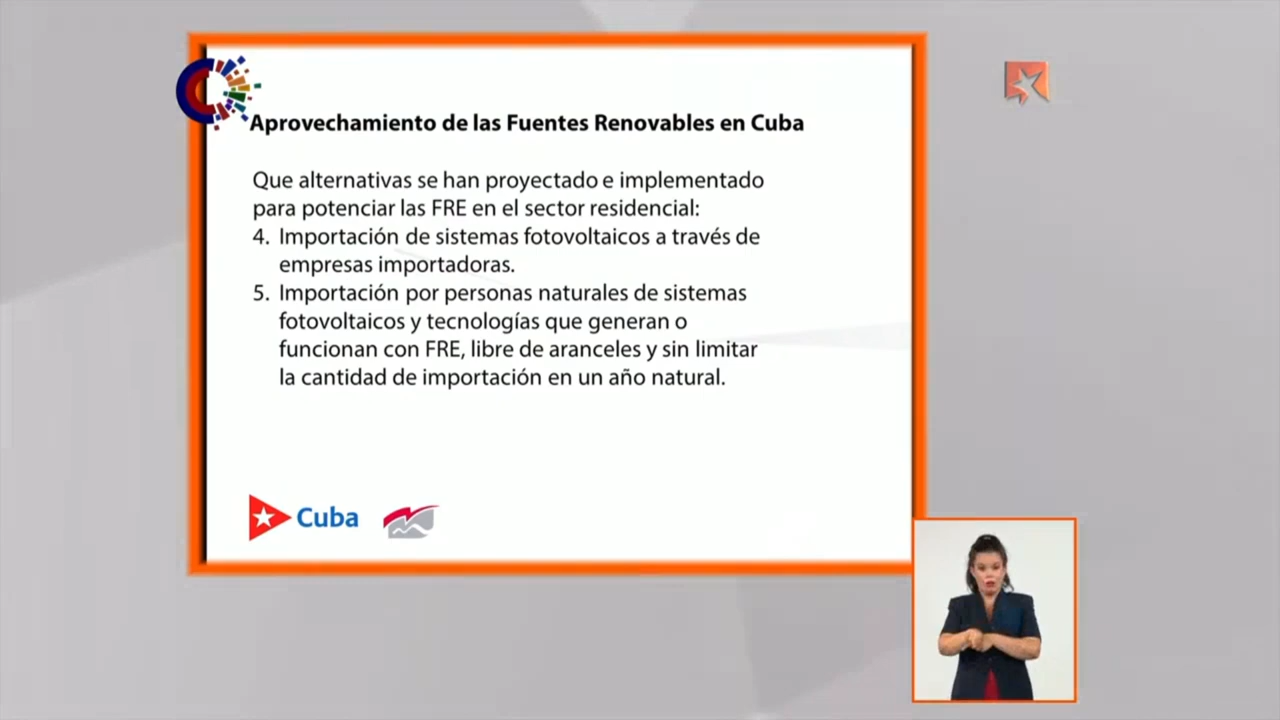 Aprovechamiento de las Fuentes Renovables en Cuba
Que alternativas se han proyectado e implementado
para potenciar las FRE en el sector residencial:
4. Importación de sistemas fotovoltaicos a través de
empresas importadoras.
5. Importación por personas naturales de sistemas
fotovoltaicos y tecnologías que generan o
funcionan con FRE, libre de aranceles y sin limitar
la cantidad de importación en un año natural.
Cuba